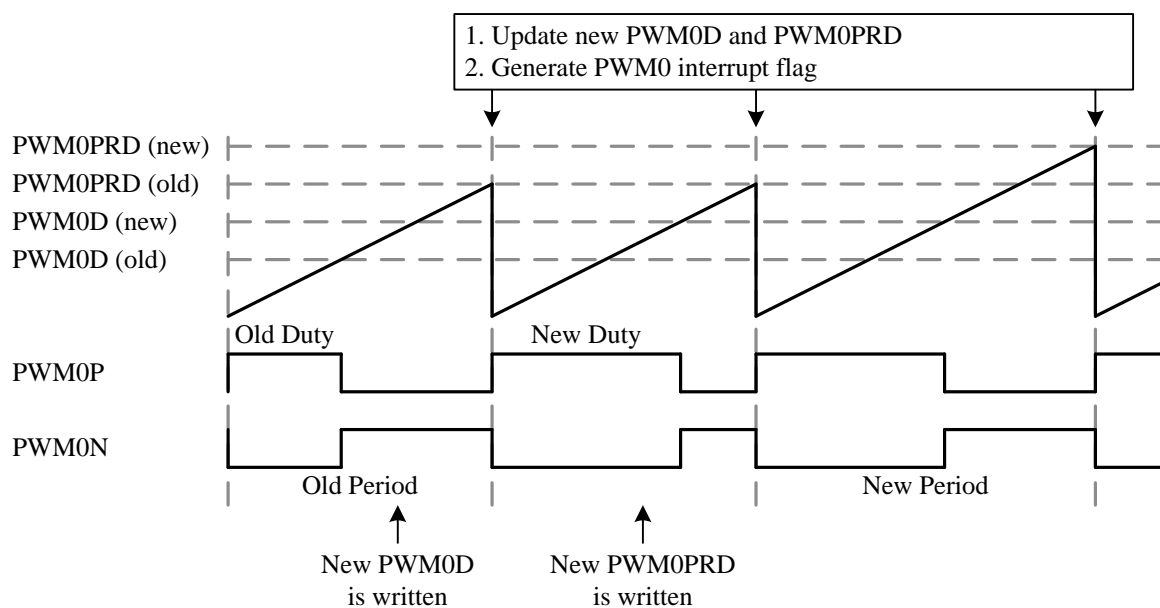 1. Update new PWM0D and PWM0PRD
2. Generate PWM0 interrupt flag
PWM0PRD (new)
PWM0PRD (old)
PWM0D (new)
PWM0D (old)
Old Duty
New Duty
PWM0P
PWM0N
Old Period
New Period
New PWM0D
is written
New PWM0PRD
is written